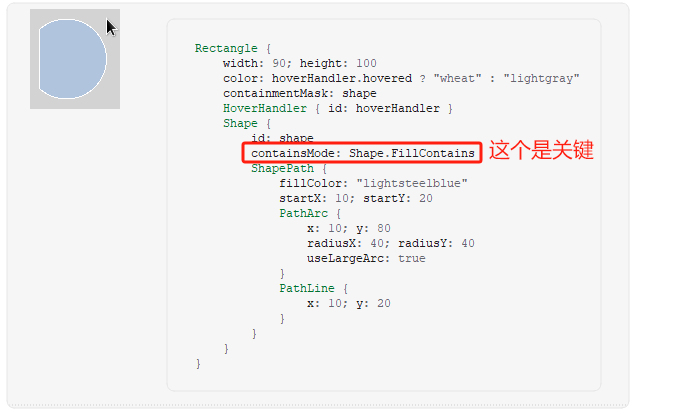 Rectangle {
width: 90; height: 100
color: hoverHandler.hovered ? "wheat" : "lightgray"
containmentMask: shape
HoverHandler { id: hoverHandler }
Shape {
id: shape
containsMode: Shape.FillContains 这个是关键
ShapePath {
fillColor: "lightsteelblue"
startX: 10; startY: 20
PathArc {
x: 10; y: 80
radiusX: 40; radiusY: 40
useLargeArc: true
}
PathLine {
x: 10; y: 20
}
}
}
}